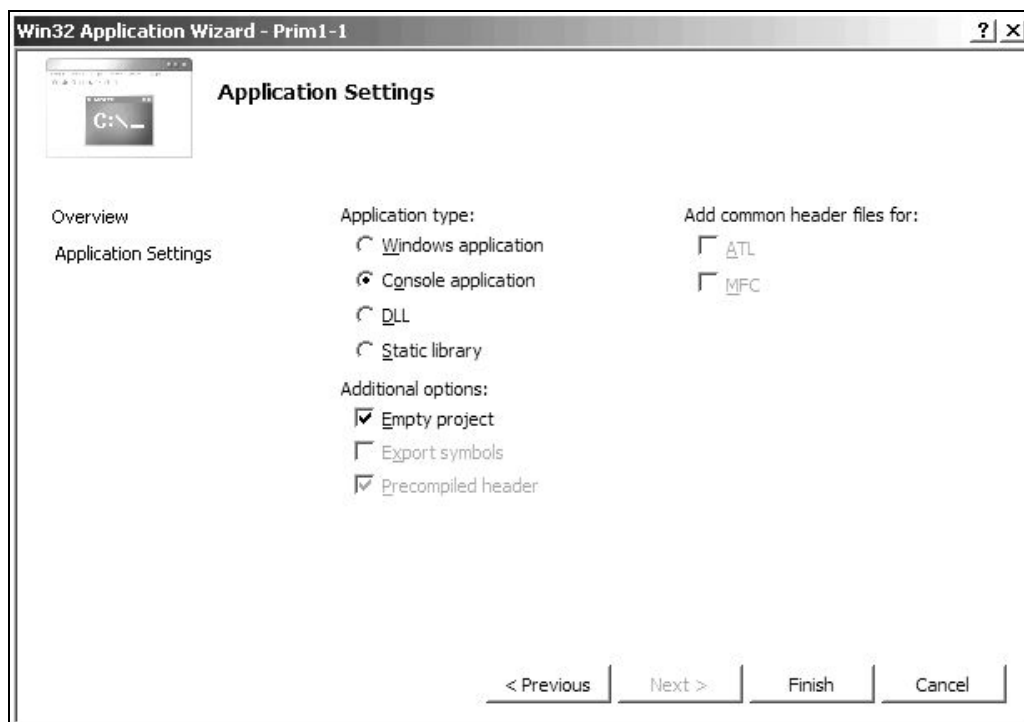 Win32 Application Wizard - Prim1-1
Application Settings
C:\_
Overview
Application Settings
Application type:
Windows application
Console application
DLL
Static library
Additional options:
Empty project
Export symbols
Precompiled header
Add common header files for:
ATL
MFC
< Previous
Next >
Finish
Cancel